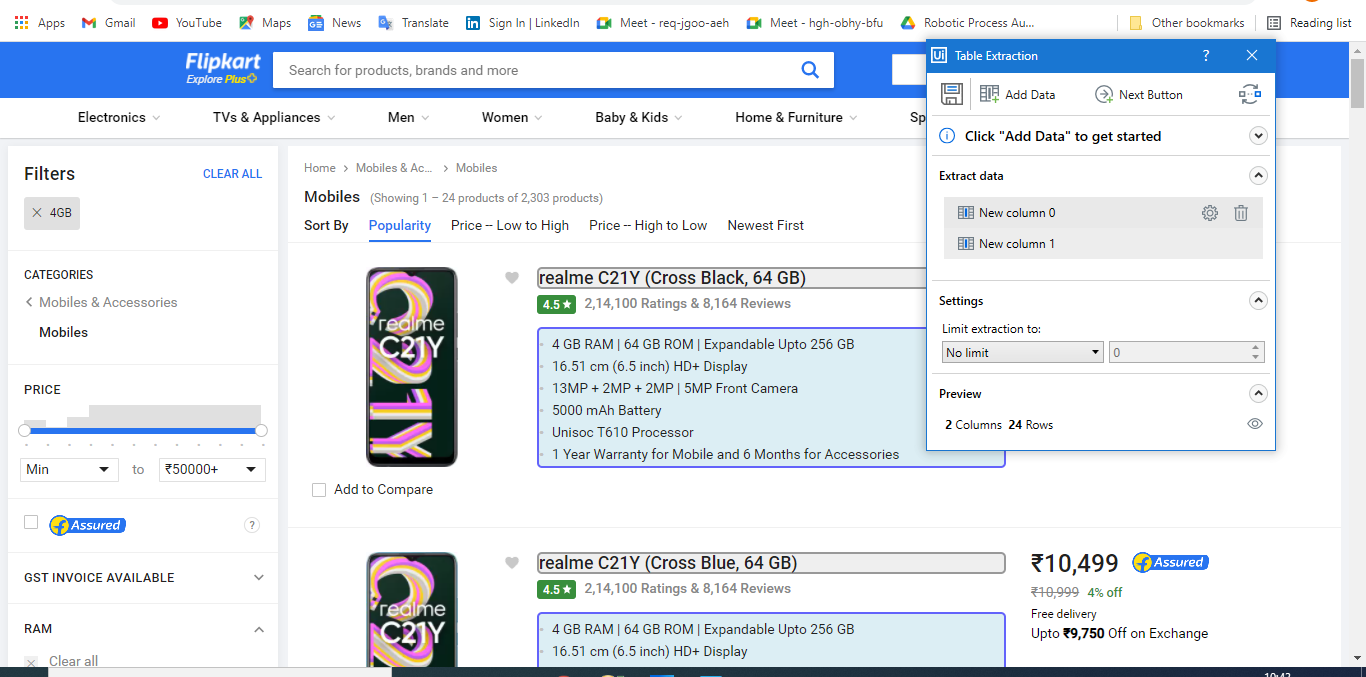 Apps Gmail YouTube Maps News Translate Sign In | LinkedIn Meet - req-jgoo-aeh Meet - hgh-obhy-bfu Robotic Process Au... Other bookmarks Reading list
Flipkart
Explore Plus
Search for products, brands and more
Electronics TVs & Appliances Men Women Baby & Kids Home & Furniture Sp
Filters CLEAR ALL
4GB
CATEGORIES
Mobiles & Accessories
Mobiles
PRICE
Min to ₹50000+
Assured ?
GST INVOICE AVAILABLE
RAM
Clear all
Home Mobiles & Ac... Mobiles
Mobiles (Showing 1 – 24 products of 2,303 products)
Sort By Popularity Price -- Low to High Price -- High to Low Newest First
realme
C21Y
C21Y
realme C21Y (Cross Black, 64 GB)
4.5 2,14,100 Ratings & 8,164 Reviews
4 GB RAM | 64 GB ROM | Expandable Upto 256 GB
16.51 cm (6.5 inch) HD+ Display
13MP + 2MP + 2MP | 5MP Front Camera
5000 mAh Battery
Unisoc T610 Processor
1 Year Warranty for Mobile and 6 Months for Accessories
Add to Compare
realme
C21Y
realme C21Y (Cross Blue, 64 GB)
4.5 2,14,100 Ratings & 8,164 Reviews
4 GB RAM | 64 GB ROM | Expandable Upto 256 GB
16.51 cm (6.5 inch) HD+ Display
₹10,499 Assured
₹10,999 4% off
Free delivery
Upto ₹9,750 Off on Exchange
Ui Table Extraction ?
Add Data Next Button
Click "Add Data" to get started
Extract data
New column 0
New column 1
Settings
Limit extraction to:
No limit 0
Preview
2 Columns 24 Rows